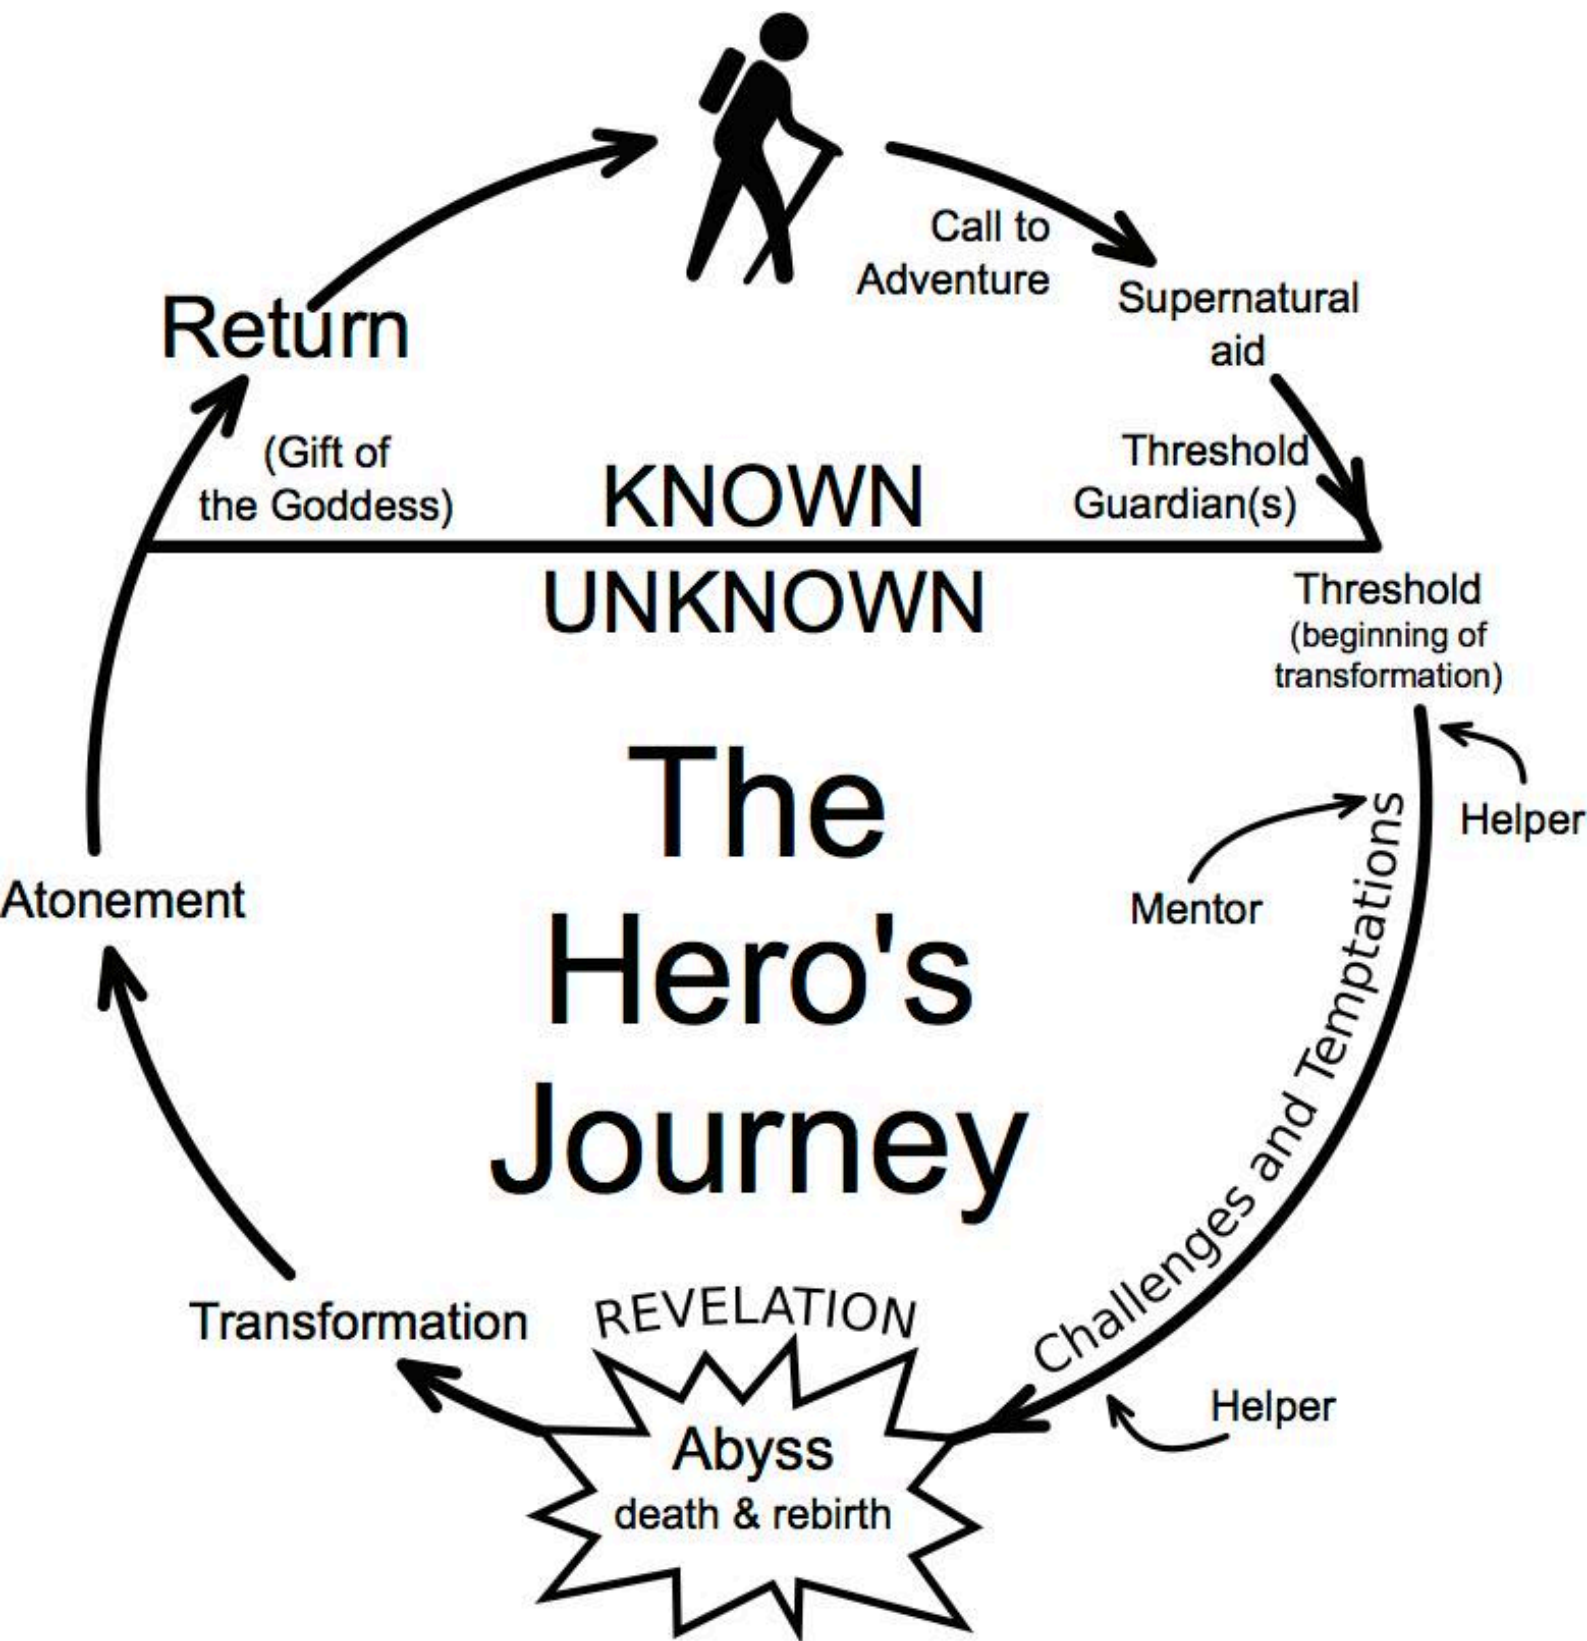 Call to
Adventure
Supernatural
aid
Return
(Gift of
the Goddess)
KNOWN
Threshold
Guardian(s)
UNKNOWN
Threshold
(beginning of
transformation)
Helper
Mentor
Challenges and Temptations
The
Hero's
Journey
Atonement
Transformation
REVELATION
Abyss
death & rebirth
Helper